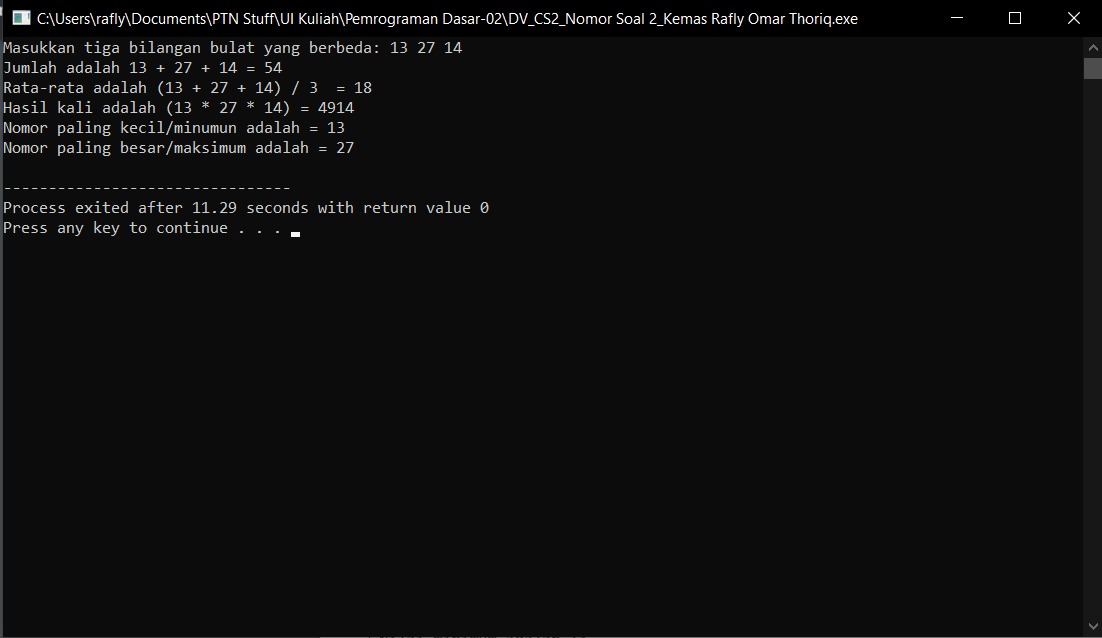 C:\Users\rafly\Documents\PTN Stuff\UI Kuliah\Pemrograman Dasar-02\DV_CS2_Nomor Soal 2_Kemas Rafly Omar Thoriq.exe
Masukkan tiga bilangan bulat yang berbeda: 13 27 14
Jumlah adalah 13 + 27 + 14 = 54
Rata-rata adalah (13 + 27 + 14) / 3  = 18
Hasil kali adalah (13 * 27 * 14) = 4914
Nomor paling kecil/minumun adalah = 13
Nomor paling besar/maksimum adalah = 27
--------------------------------
Process exited after 11.29 seconds with return value 0
Press any key to continue . . .